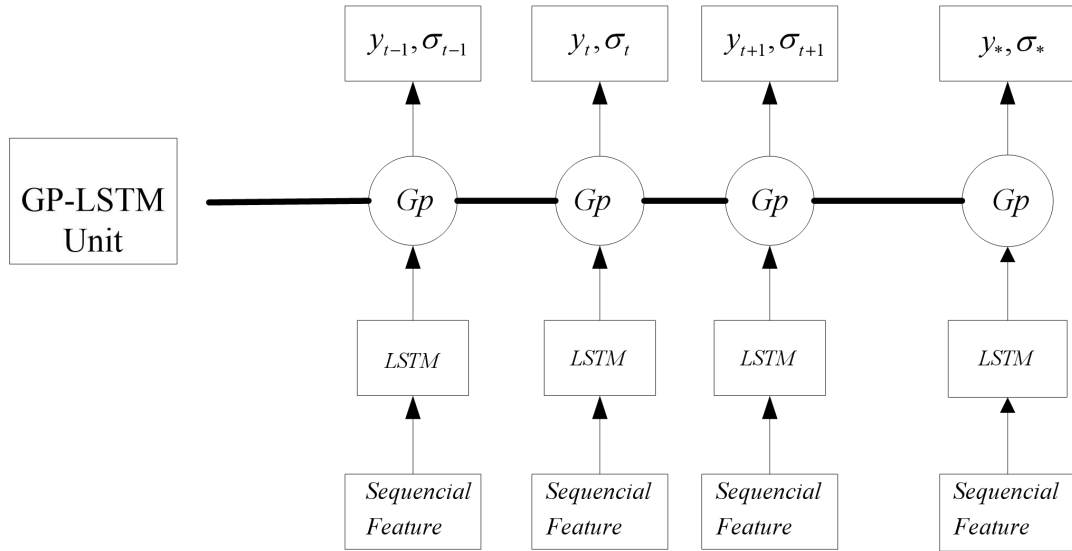 y_{t-1}, σ_{t-1}
y_t, σ_t
y_{t+1}, σ_{t+1}
y_*, σ_*
GP-LSTM
Unit
Gp
Gp
Gp
Gp
LSTM
LSTM
LSTM
LSTM
Sequencial
Feature
Sequencial
Feature
Sequencial
Feature
Sequencial
Feature